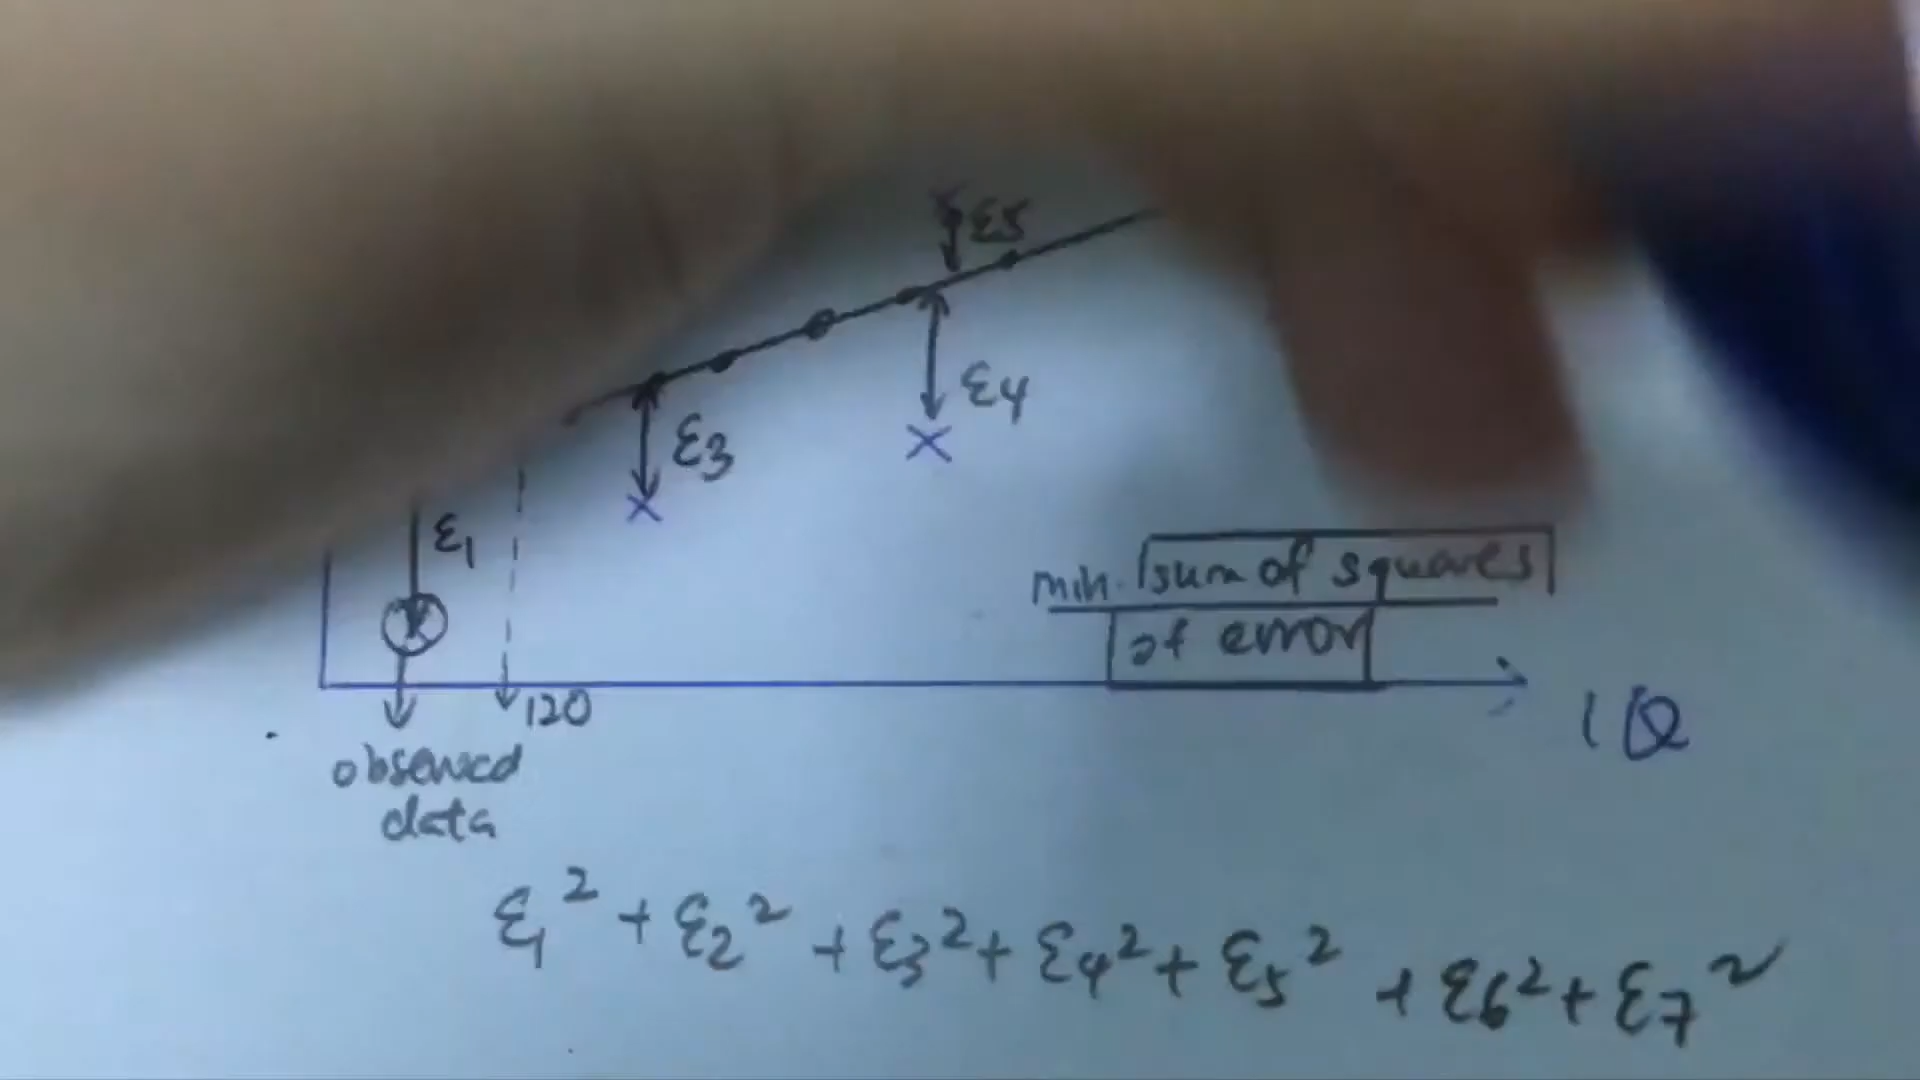 ε5
ε4
ε3
ε1
min. sum of squares
of error
120
IQ
observed
data
ε1² + ε2² + ε3² + ε4² + ε5² + ε6² + ε7²